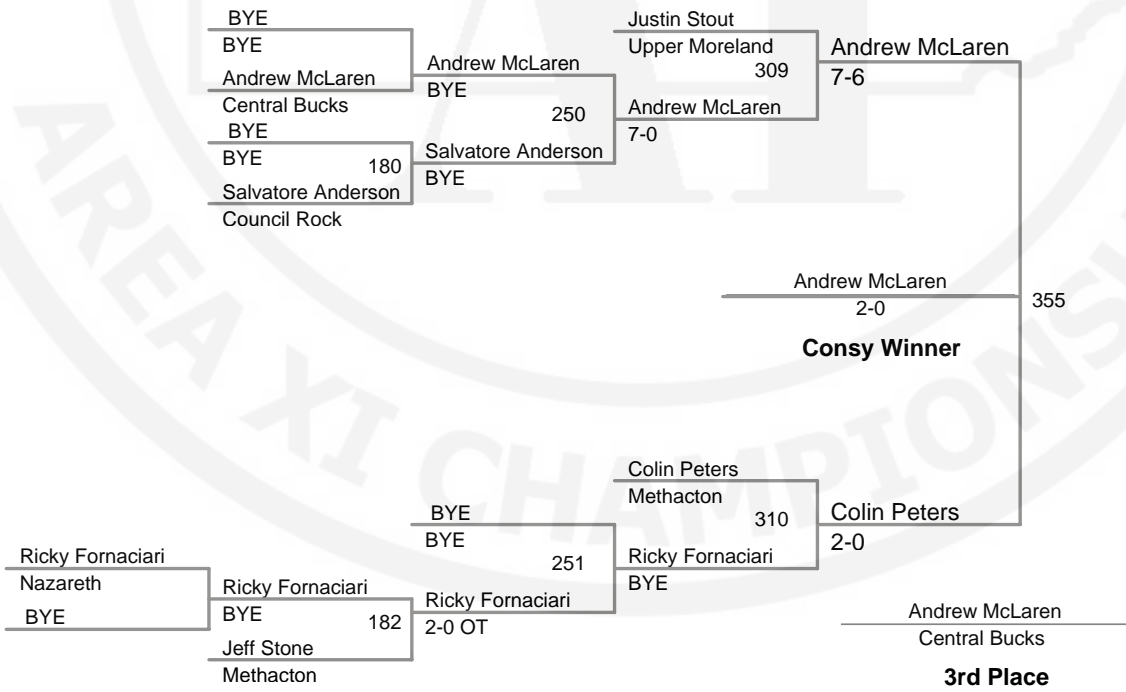 BYE
BYE
Andrew McLaren
Central Bucks
BYE
BYE
180
Salvatore Anderson
Council Rock
Andrew McLaren
BYE
250
Salvatore Anderson
BYE
Justin Stout
Upper Moreland
309
Andrew McLaren
7-0
Andrew McLaren
7-6
Andrew McLaren
2-0
355
Consy Winner
Colin Peters
Methacton
310
Colin Peters
2-0
BYE
BYE
251
Ricky Fornaciari
BYE
Ricky Fornaciari
Nazareth
BYE
Ricky Fornaciari
BYE
182
Jeff Stone
Methacton
Ricky Fornaciari
2-0 OT
Andrew McLaren
Central Bucks
3rd Place
AREA XI CHAMPIONS